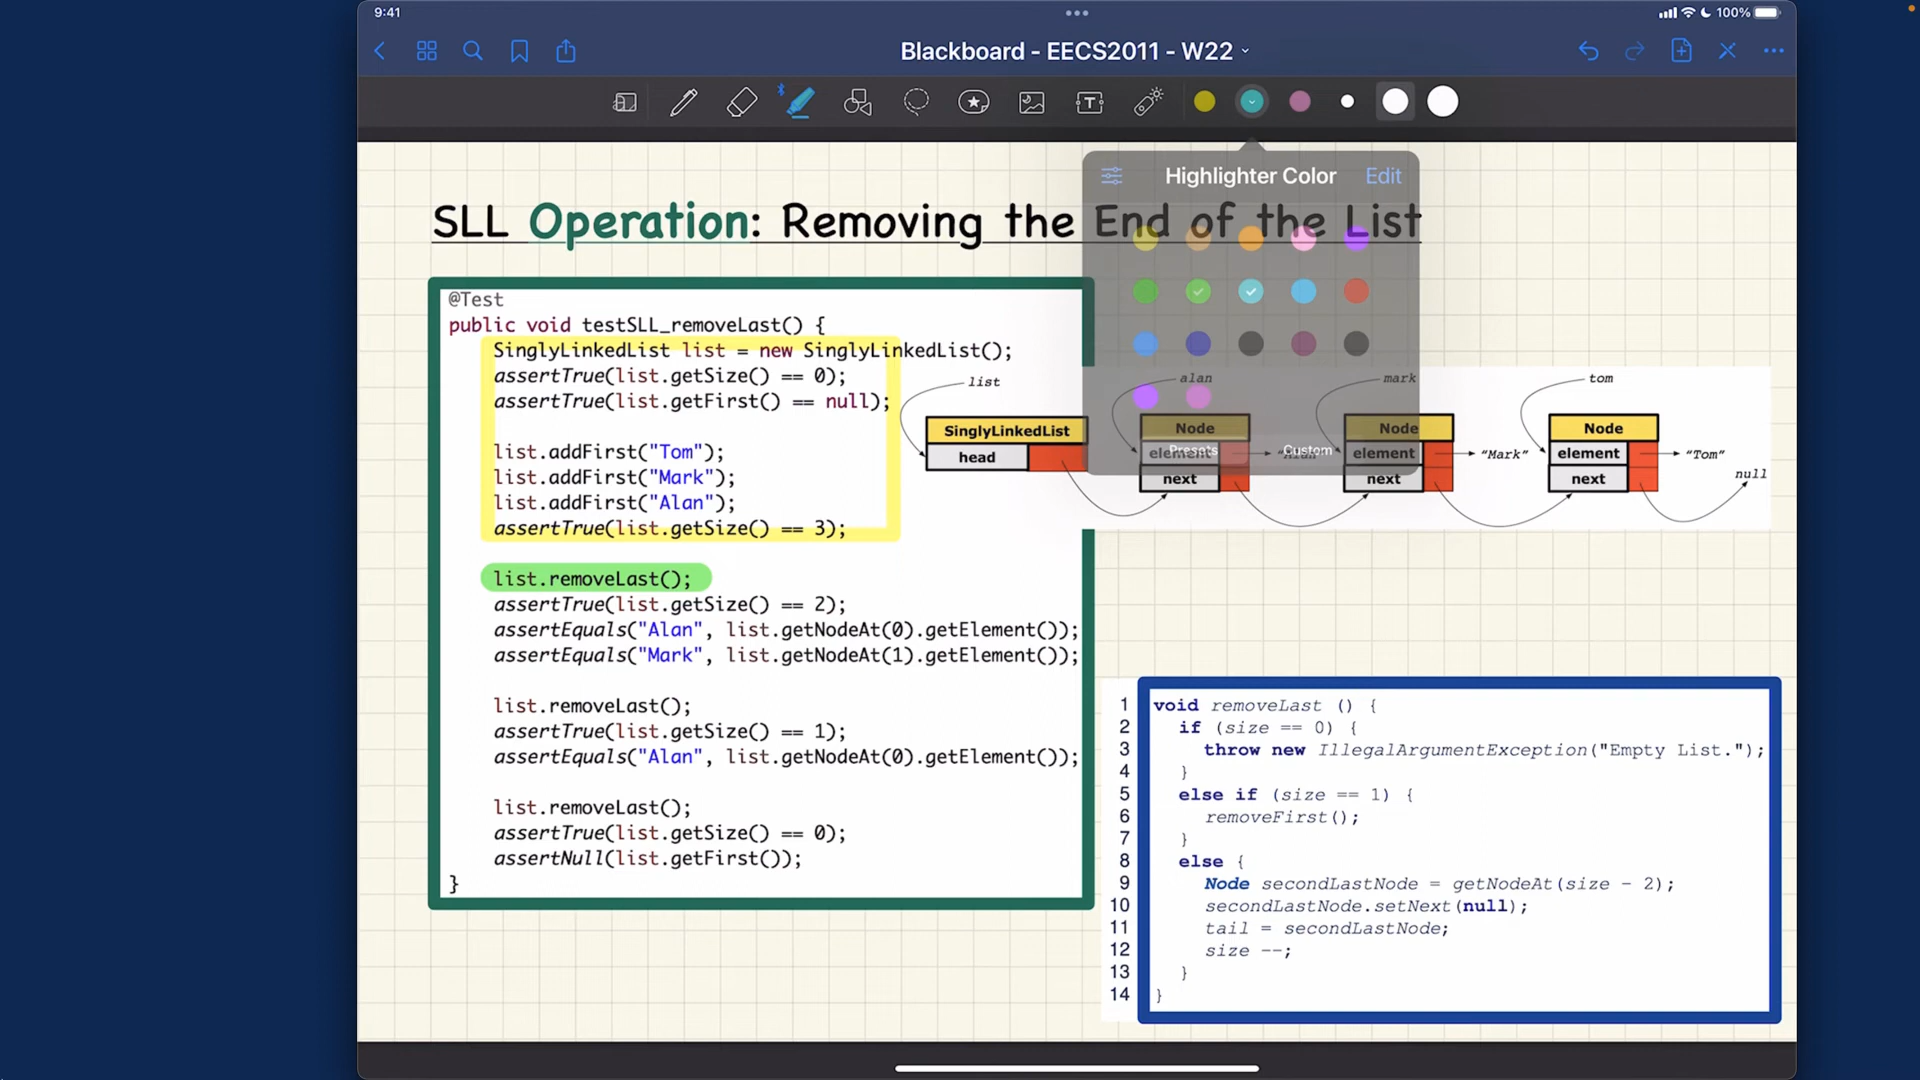 9:41
100%
Blackboard - EECS2011 - W22
Highlighter Color
Edit
SLL Operation: Removing the End of the List
@Test
public void testSLL_removeLast() {
SinglyLinkedList list = new SinglyLinkedList();
assertTrue(list.getSize() == 0);
assertTrue(list.getFirst() == null);
list.addFirst("Tom");
list.addFirst("Mark");
list.addFirst("Alan");
assertTrue(list.getSize() == 3);
list.removeLast();
assertTrue(list.getSize() == 2);
assertEquals("Alan", list.getNodeAt(0).getElement());
assertEquals("Mark", list.getNodeAt(1).getElement());
list.removeLast();
assertTrue(list.getSize() == 1);
assertEquals("Alan", list.getNodeAt(0).getElement());
list.removeLast();
assertTrue(list.getSize() == 0);
assertNull(list.getFirst());
}
list
alan
mark
tom
SinglyLinkedList
Node
Node
Node
head
element
"Alan"
element
"Mark"
element
"Tom"
Presets
Custom
next
next
next
null
1 void removeLast () {
2 if (size == 0) {
3 throw new IllegalArgumentException("Empty List.");
4 }
5 else if (size == 1) {
6 removeFirst();
7 }
8 else {
9 Node secondLastNode = getNodeAt(size - 2);
10 secondLastNode.setNext(null);
11 tail = secondLastNode;
12 size --;
13 }
14 }